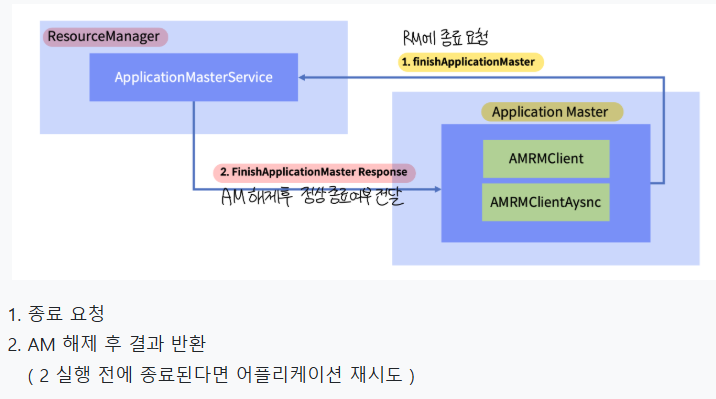 ResourceManager
ApplicationMasterService
RM에 종료 요청
1. finishApplicationMaster
Application Master
AMRMClient
AMRMClientAysnc
2. FinishApplicationMaster Response
AM 해제 후 정상종료여부 전달
1. 종료 요청
2. AM 해제 후 결과 반환
( 2 실행 전에 종료된다면 어플리케이션 재시도 )